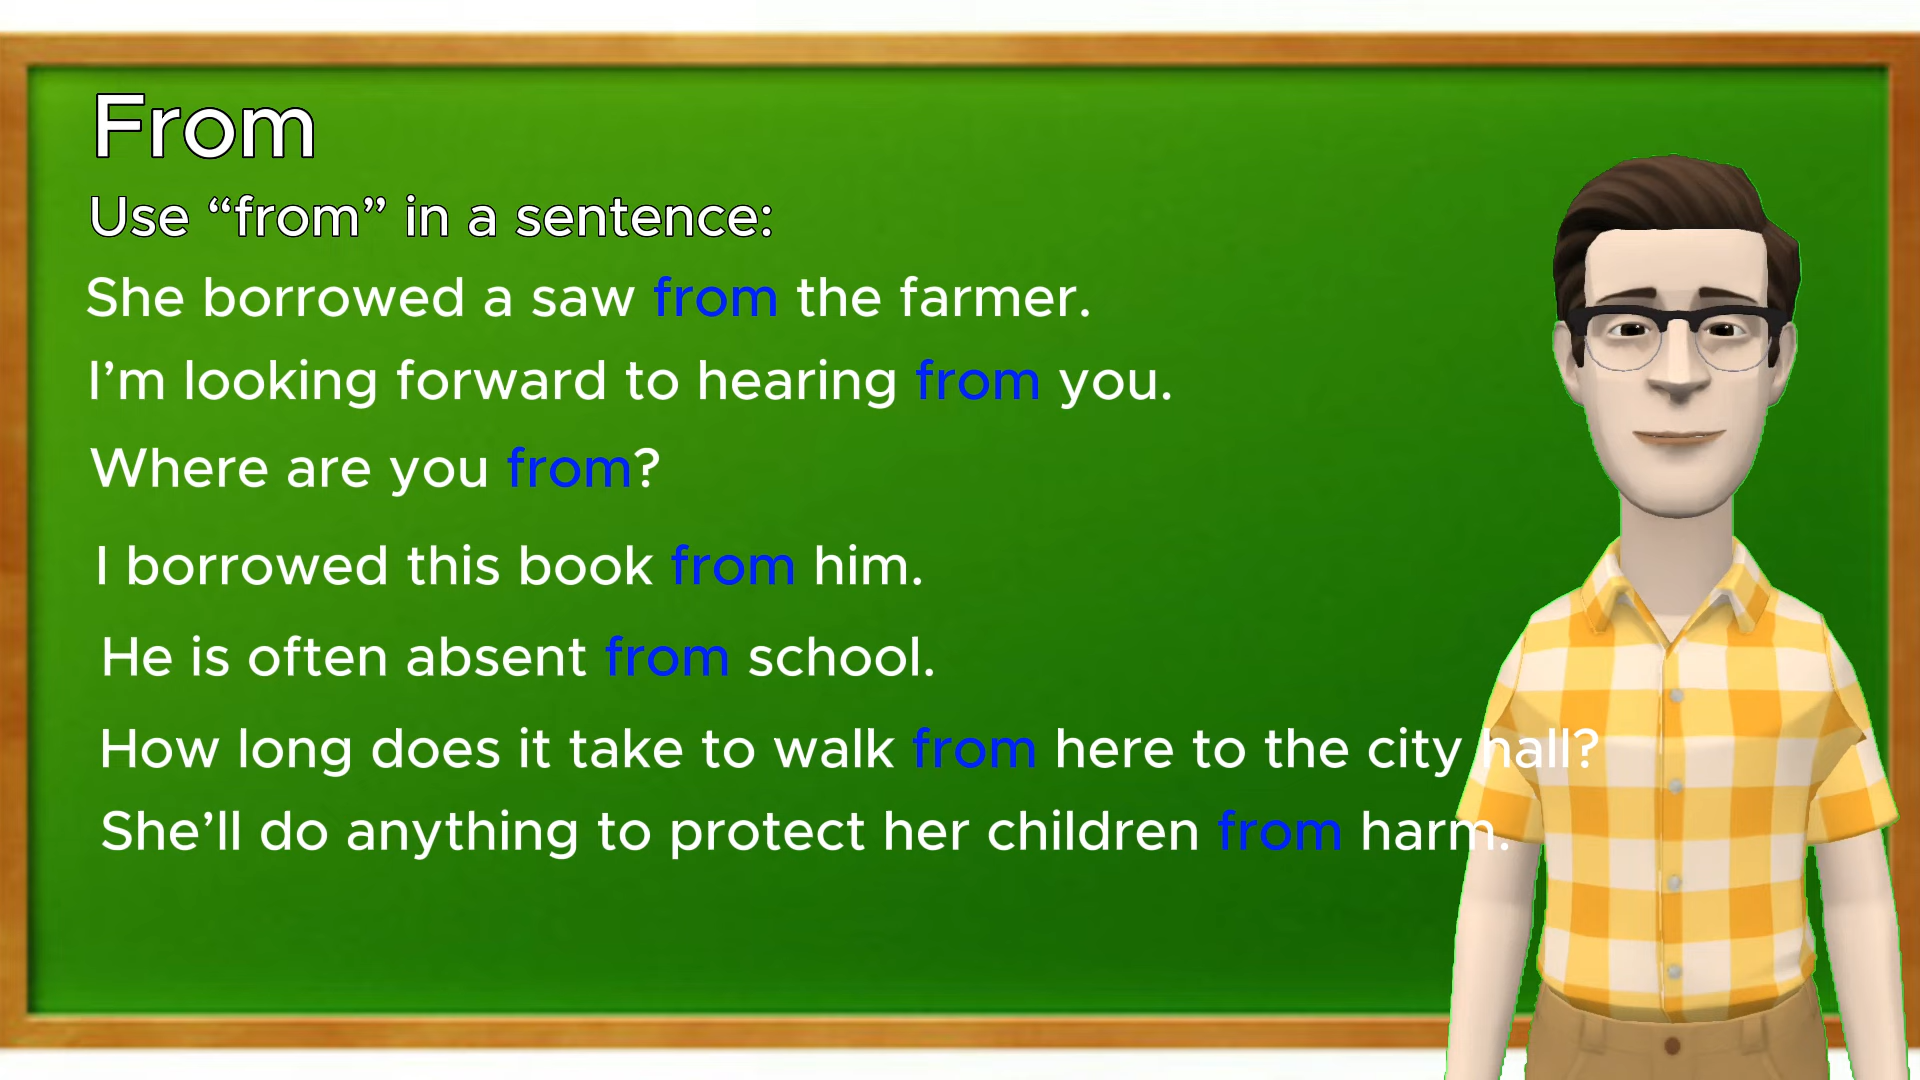 From
Use “from” in a sentence:
She borrowed a saw from the farmer.
I’m looking forward to hearing from you.
Where are you from?
I borrowed this book from him.
He is often absent from school.
How long does it take to walk from here to the city hall?
She’ll do anything to protect her children from harm.